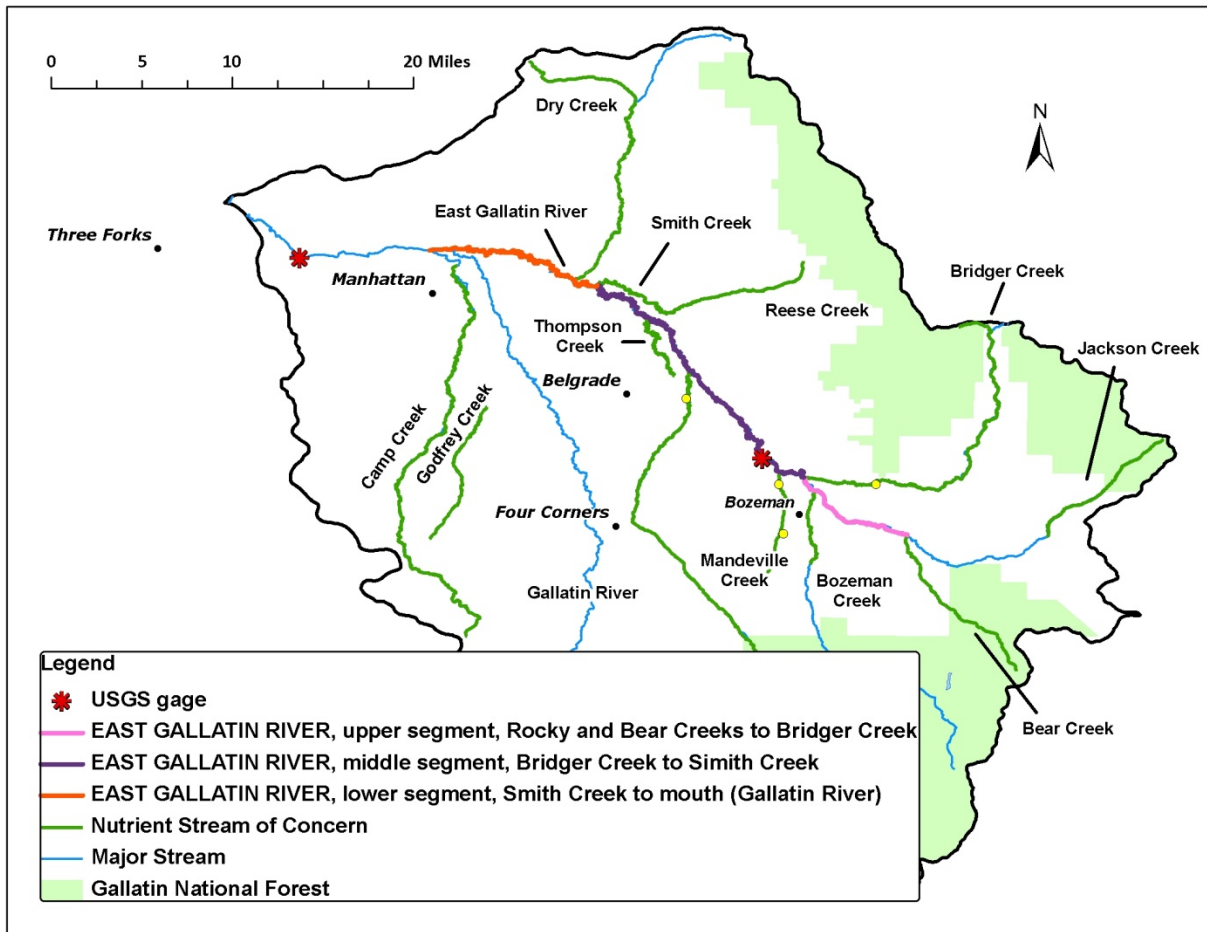 0 5 10 20 Miles
N
Dry Creek
East Gallatin River
Smith Creek
Three Forks
Manhattan
Bridger Creek
Reese Creek
Thompson
Creek
Jackson Creek
Belgrade
Camp Creek
Godfrey Creek
Four Corners
Bozeman
Mandeville
Creek
Gallatin River
Bozeman
Creek
Bear Creek
Legend
USGS gage
EAST GALLATIN RIVER, upper segment, Rocky and Bear Creeks to Bridger Creek
EAST GALLATIN RIVER, middle segment, Bridger Creek to Simith Creek
EAST GALLATIN RIVER, lower segment, Smith Creek to mouth (Gallatin River)
Nutrient Stream of Concern
Major Stream
Gallatin National Forest